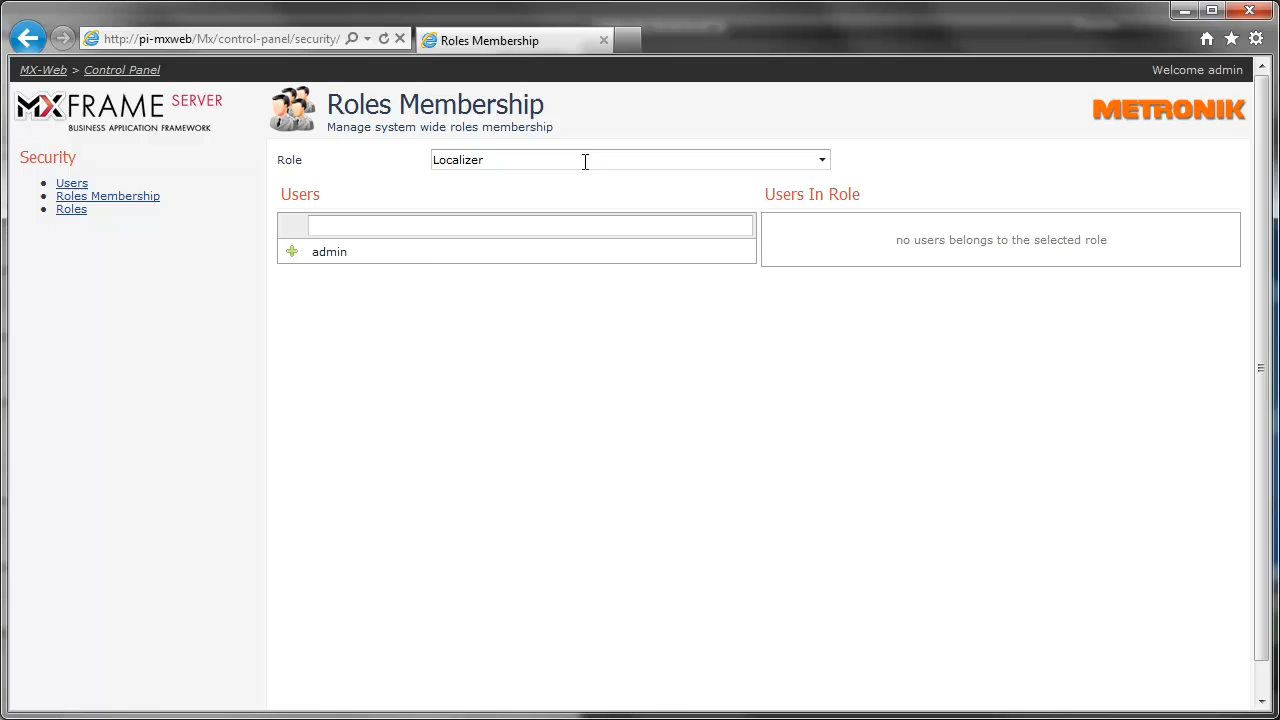 http://pi-mxweb/Mx/control-panel/security/
Roles Membership
MX-Web > Control Panel
Welcome admin
MXFRAME SERVER
BUSINESS APPLICATION FRAMEWORK
Roles Membership
Manage system wide roles membership
METRONIK
Security
Users
Roles Membership
Roles
Role
Localizer
Users
Users In Role
admin
no users belongs to the selected role